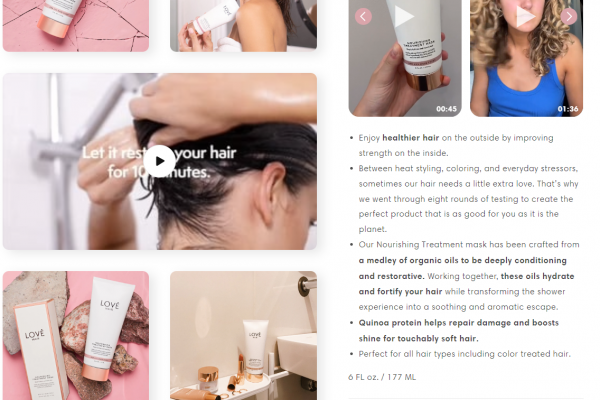 LOVÉ
LOVÉ
Let it rest
your hair
for 10
utes.
LOVÉ
LOVÉ
LOVÉ
TREATMENT MASK
00:45
01:36
• Enjoy healthier hair on the outside by improving
strength on the inside.
• Between heat styling, coloring, and everyday stressors,
sometimes our hair needs a little extra love. That's why
we went through eight rounds of testing to create the
perfect product that is as good for you as it is the
planet.
• Our Nourishing Treatment mask has been crafted from
a medley of organic oils to be deeply conditioning
and restorative. Working together, these oils hydrate
and fortify your hair while transforming the shower
experience into a soothing and aromatic escape.
• Quinoa protein helps repair damage and boosts
shine for touchably soft hair.
• Perfect for all hair types including color treated hair.
6 FL oz. / 177 ML